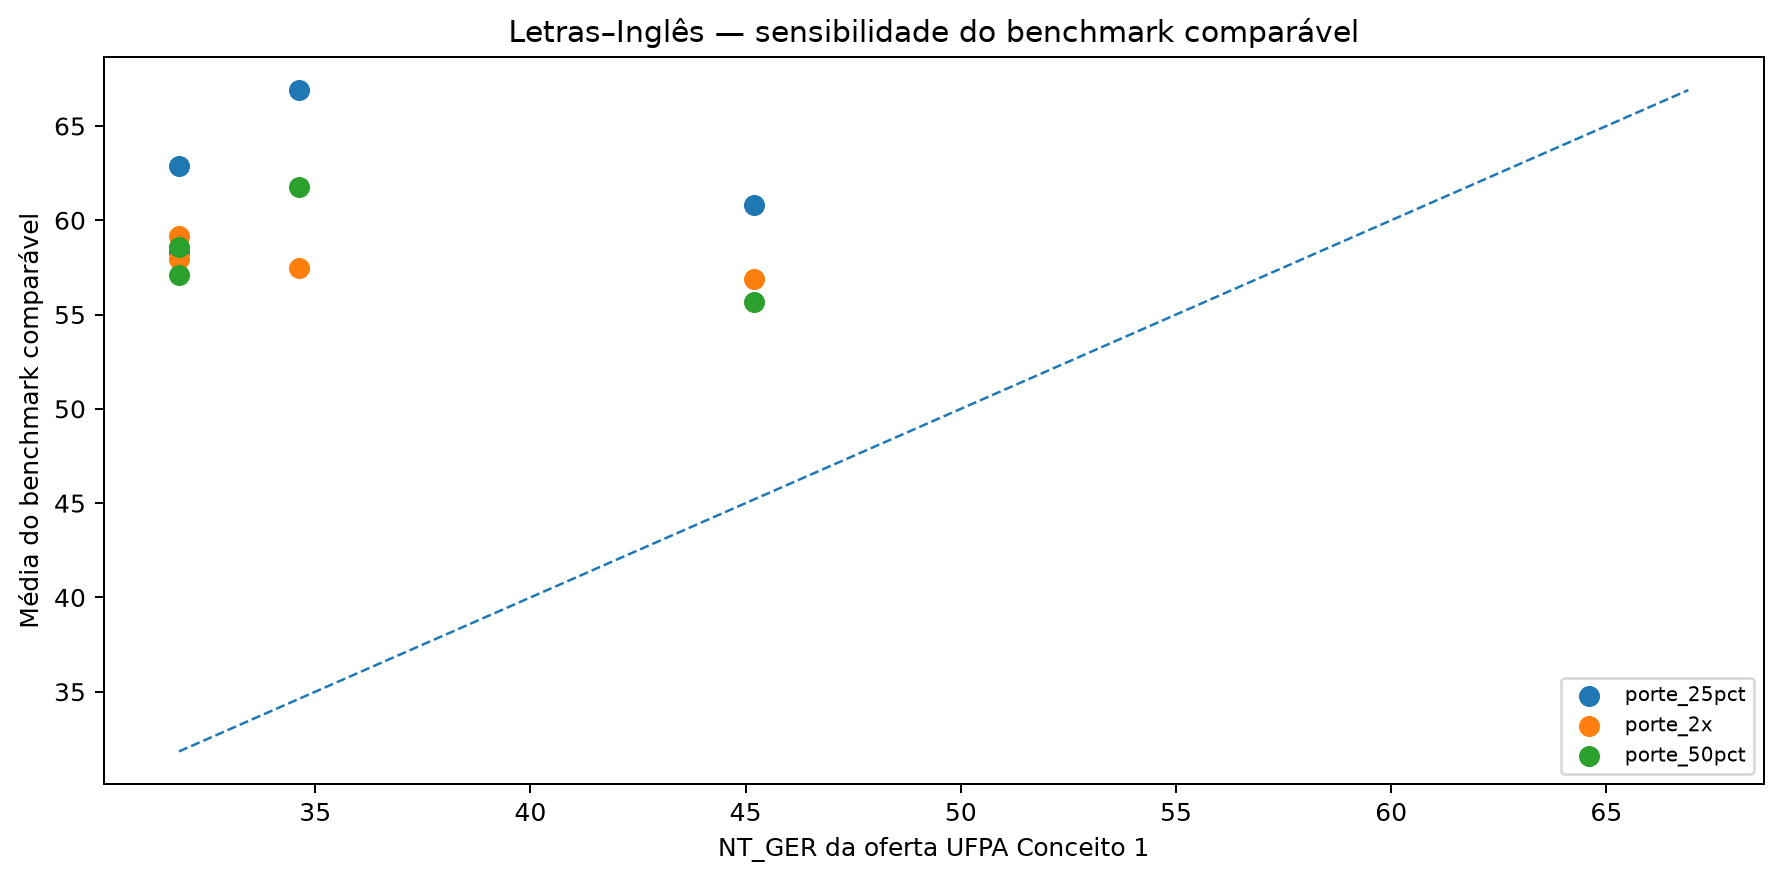 Letras–Inglês — sensibilidade do benchmark comparável
Média do benchmark comparável
65
60
55
50
45
40
35
35
40
45
50
55
60
65
NT_GER da oferta UFPA Conceito 1
porte_25pct
porte_2x
porte_50pct